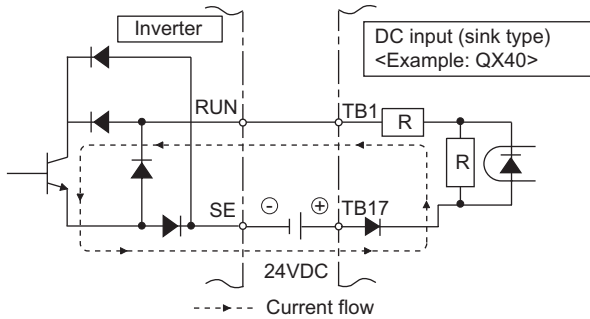 Inverter
DC input (sink type)
<Example: QX40>
RUN
TB1
R
R
SE
⊖
⊕
TB17
24VDC
Current flow